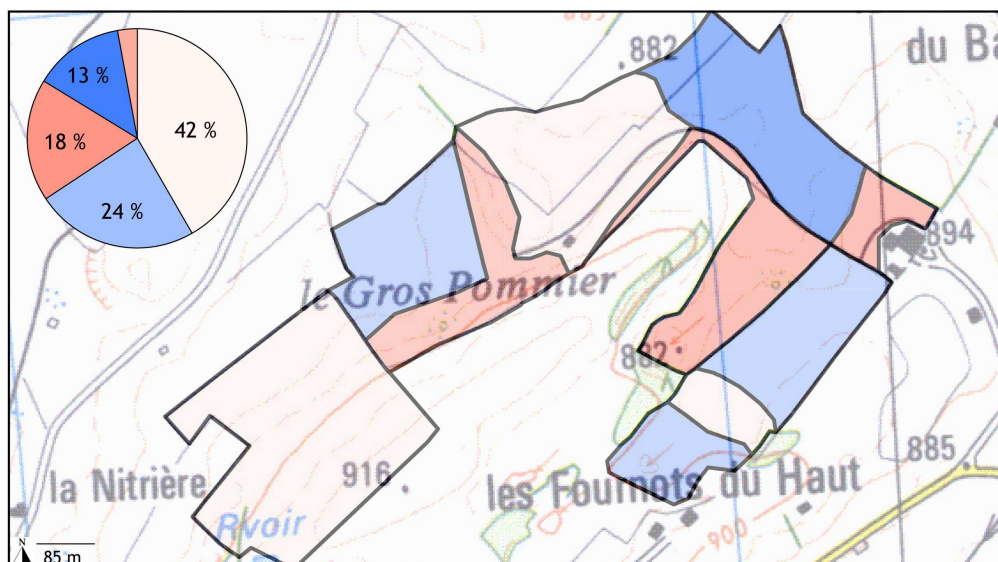 882
du Ba
13 %
42 %
18 %
24 %
894
le Gros Pommier
882
885
la Nitrière
916
les Fournots du Haut
Rvoir
900
N
85 m